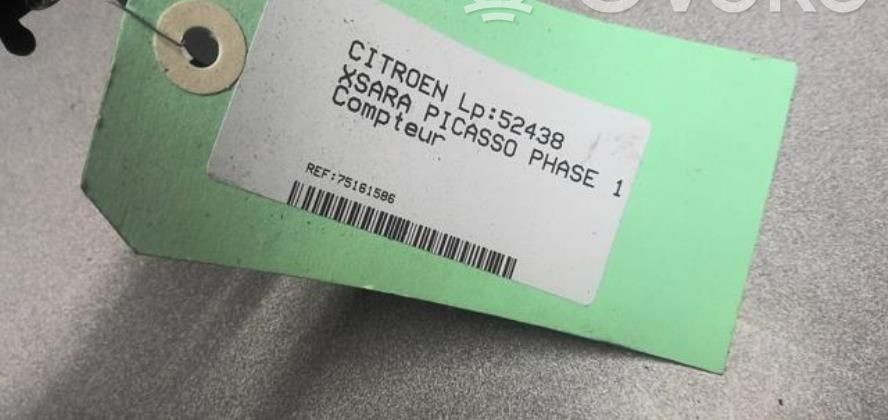 CITROEN Lp:52438
XSARA PICASSO PHASE 1
Compteur
REF:75161586